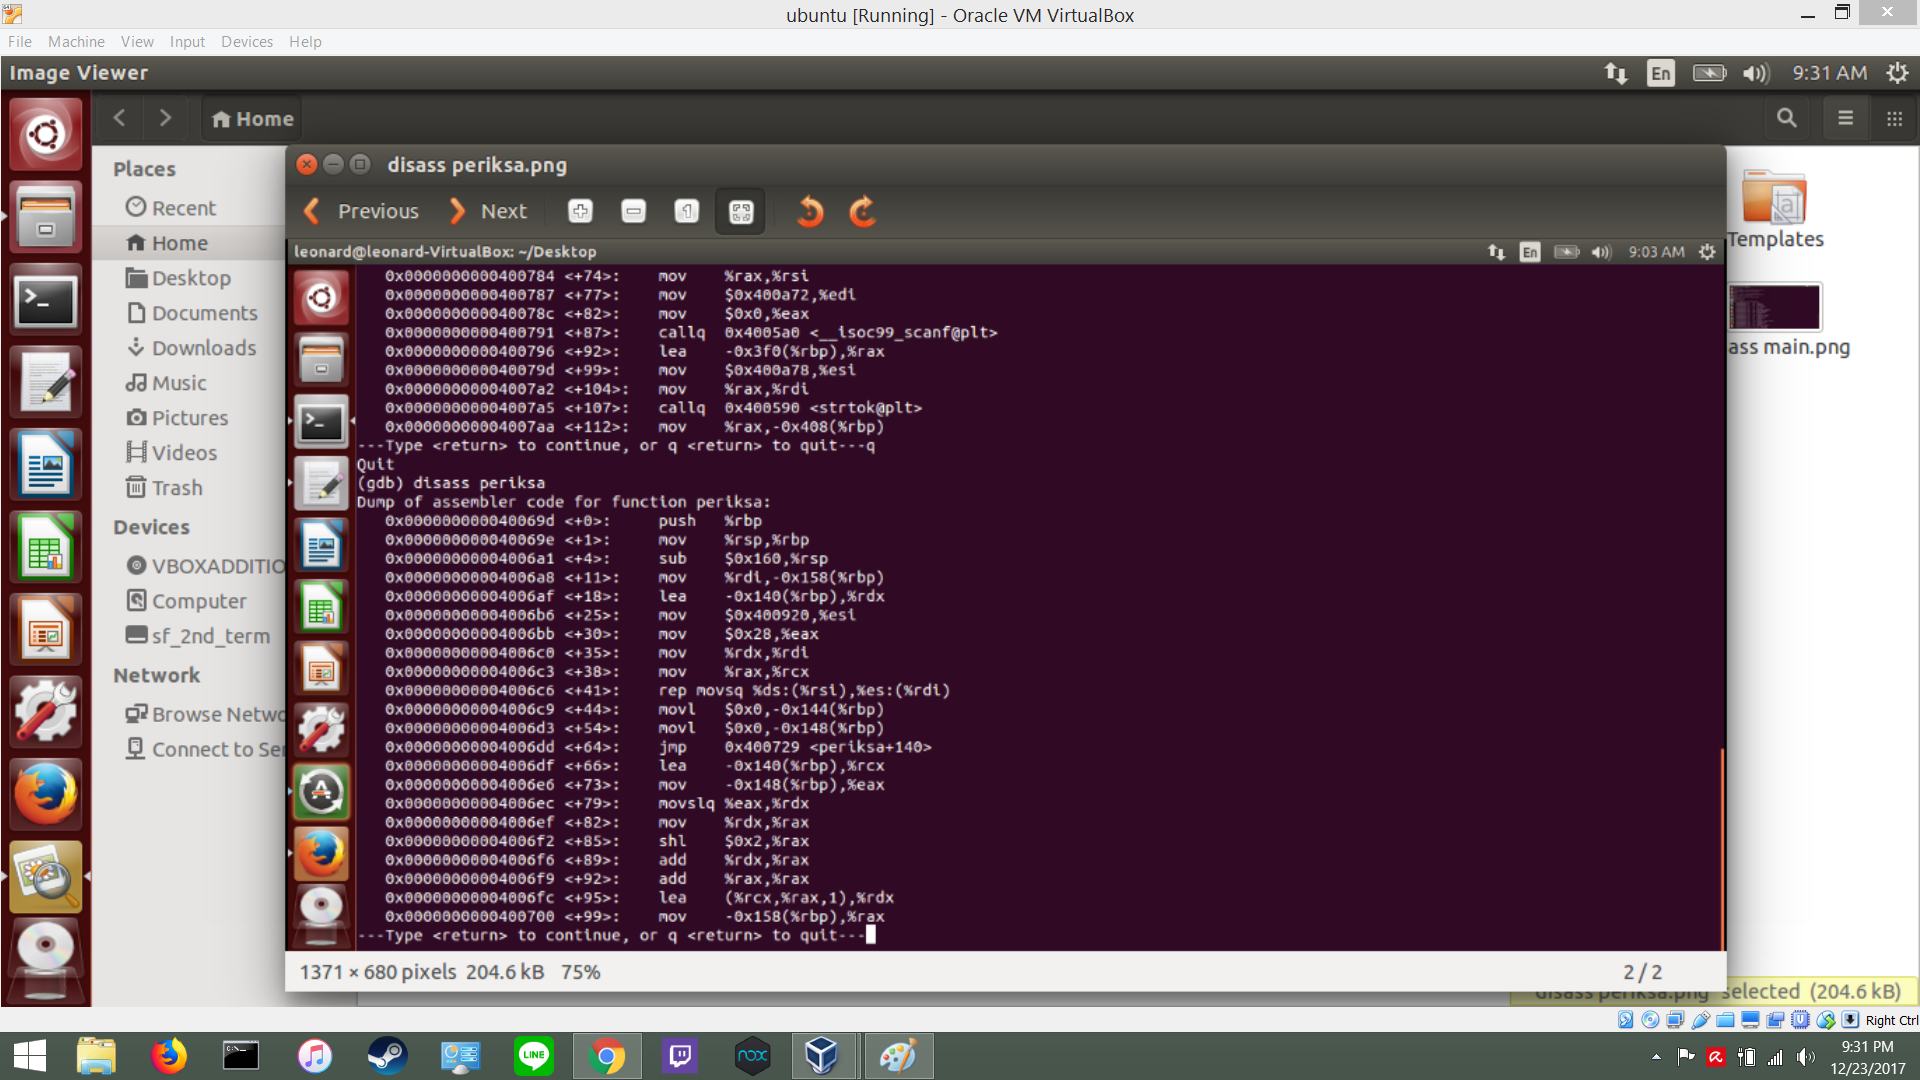 ubuntu [Running] - Oracle VM VirtualBox
File Machine View Input Devices Help
Image Viewer
En
9:31 AM
Home
Places
Recent
Home
Desktop
Documents
Downloads
Music
Pictures
Videos
Trash
Devices
VBOXADDITIO
Computer
sf_2nd_term
Network
Browse Netwo
Connect to Ser
disass periksa.png
Previous Next
leonard@leonard-VirtualBox: ~/Desktop
En
9:03 AM
0x0000000000400784 <+74>: mov %rax,%rsi
0x0000000000400787 <+77>: mov $0x400a72,%edi
0x000000000040078c <+82>: mov $0x0,%eax
0x0000000000400791 <+87>: callq 0x4005a0 <__isoc99_scanf@plt>
0x0000000000400796 <+92>: lea -0x3f0(%rbp),%rax
0x000000000040079d <+99>: mov $0x400a78,%esi
0x00000000004007a2 <+104>: mov %rax,%rdi
0x00000000004007a5 <+107>: callq 0x400590 <strtok@plt>
0x00000000004007aa <+112>: mov %rax,-0x408(%rbp)
---Type <return> to continue, or q <return> to quit---q
Quit
(gdb) disass periksa
Dump of assembler code for function periksa:
0x000000000040069d <+0>: push %rbp
0x000000000040069e <+1>: mov %rsp,%rbp
0x00000000004006a1 <+4>: sub $0x160,%rsp
0x00000000004006a8 <+11>: mov %rdi,-0x158(%rbp)
0x00000000004006af <+18>: lea -0x140(%rbp),%rdx
0x00000000004006b6 <+25>: mov $0x400920,%esi
0x00000000004006bb <+30>: mov $0x28,%eax
0x00000000004006c0 <+35>: mov %rdx,%rdi
0x00000000004006c3 <+38>: mov %rax,%rcx
0x00000000004006c6 <+41>: rep movsq %ds:(%rsi),%es:(%rdi)
0x00000000004006c9 <+44>: movl $0x0,-0x144(%rbp)
0x00000000004006d3 <+54>: movl $0x0,-0x148(%rbp)
0x00000000004006dd <+64>: jmp 0x400729 <periksa+140>
0x00000000004006df <+66>: lea -0x140(%rbp),%rcx
0x00000000004006e6 <+73>: mov -0x148(%rbp),%eax
0x00000000004006ec <+79>: movslq %eax,%rdx
0x00000000004006ef <+82>: mov %rdx,%rax
0x00000000004006f2 <+85>: shl $0x2,%rax
0x00000000004006f6 <+89>: add %rdx,%rax
0x00000000004006f9 <+92>: add %rax,%rax
0x00000000004006fc <+95>: lea (%rcx,%rax,1),%rdx
0x0000000000400700 <+99>: mov -0x158(%rbp),%rax
---Type <return> to continue, or q <return> to quit---
1371 × 680 pixels 204.6 kB 75%
2 / 2
Templates
ass main.png
disass periksa.png selected (204.6 kB)
Right Ctrl
LINE
nox
9:31 PM
12/23/2017